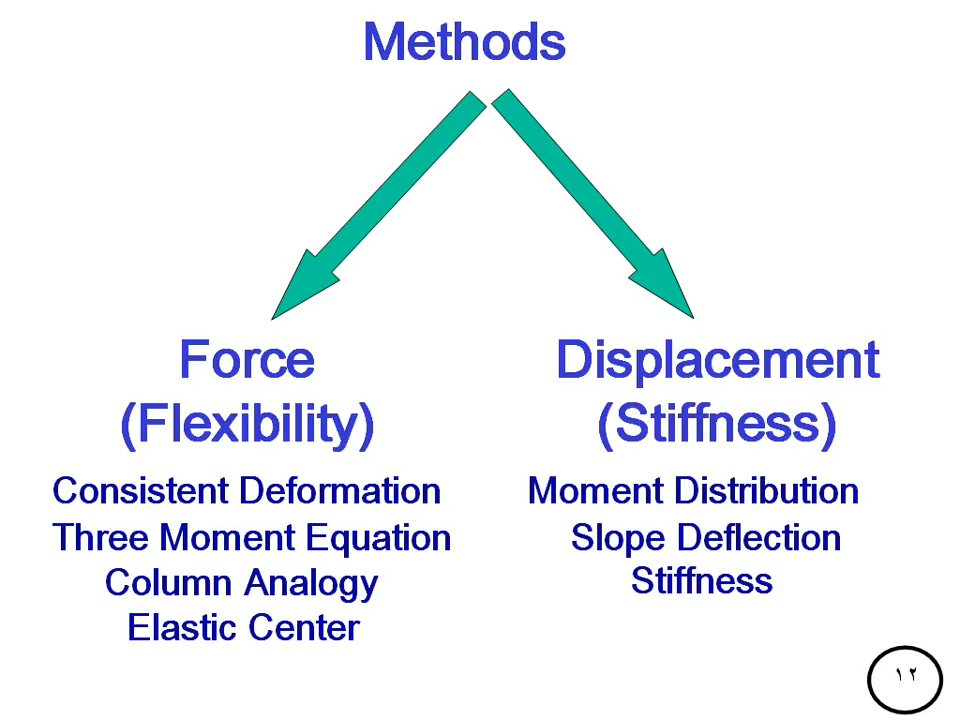 Methods
Force
(Flexibility)
Consistent Deformation
Three Moment Equation
Column Analogy
Elastic Center
Displacement
(Stiffness)
Moment Distribution
Slope Deflection
Stiffness
١٢